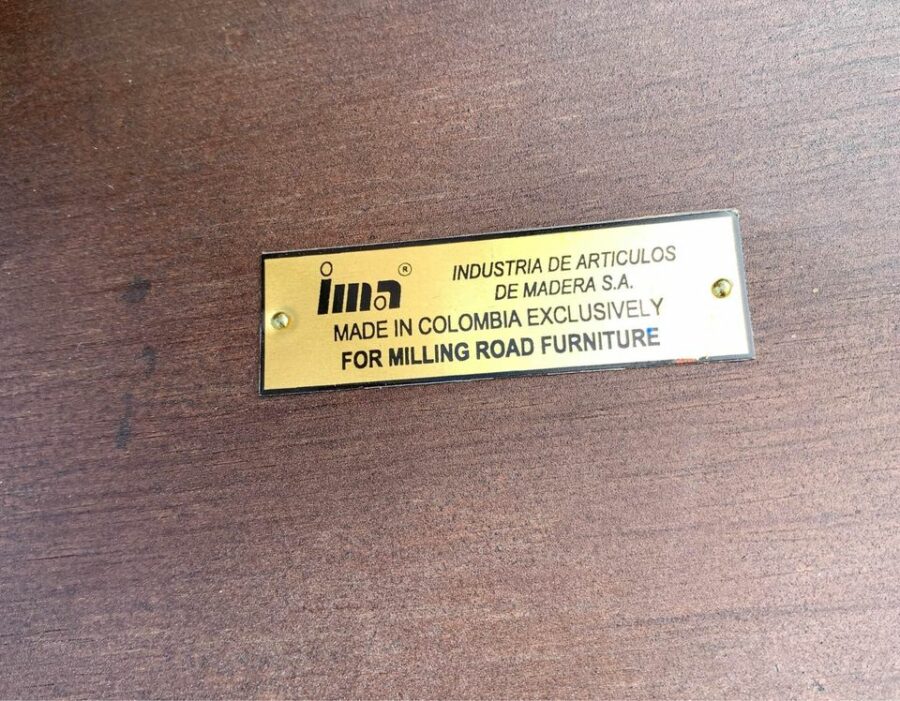 ima ®
INDUSTRIA DE ARTICULOS
DE MADERA S.A.
MADE IN COLOMBIA EXCLUSIVELY
FOR MILLING ROAD FURNITURE